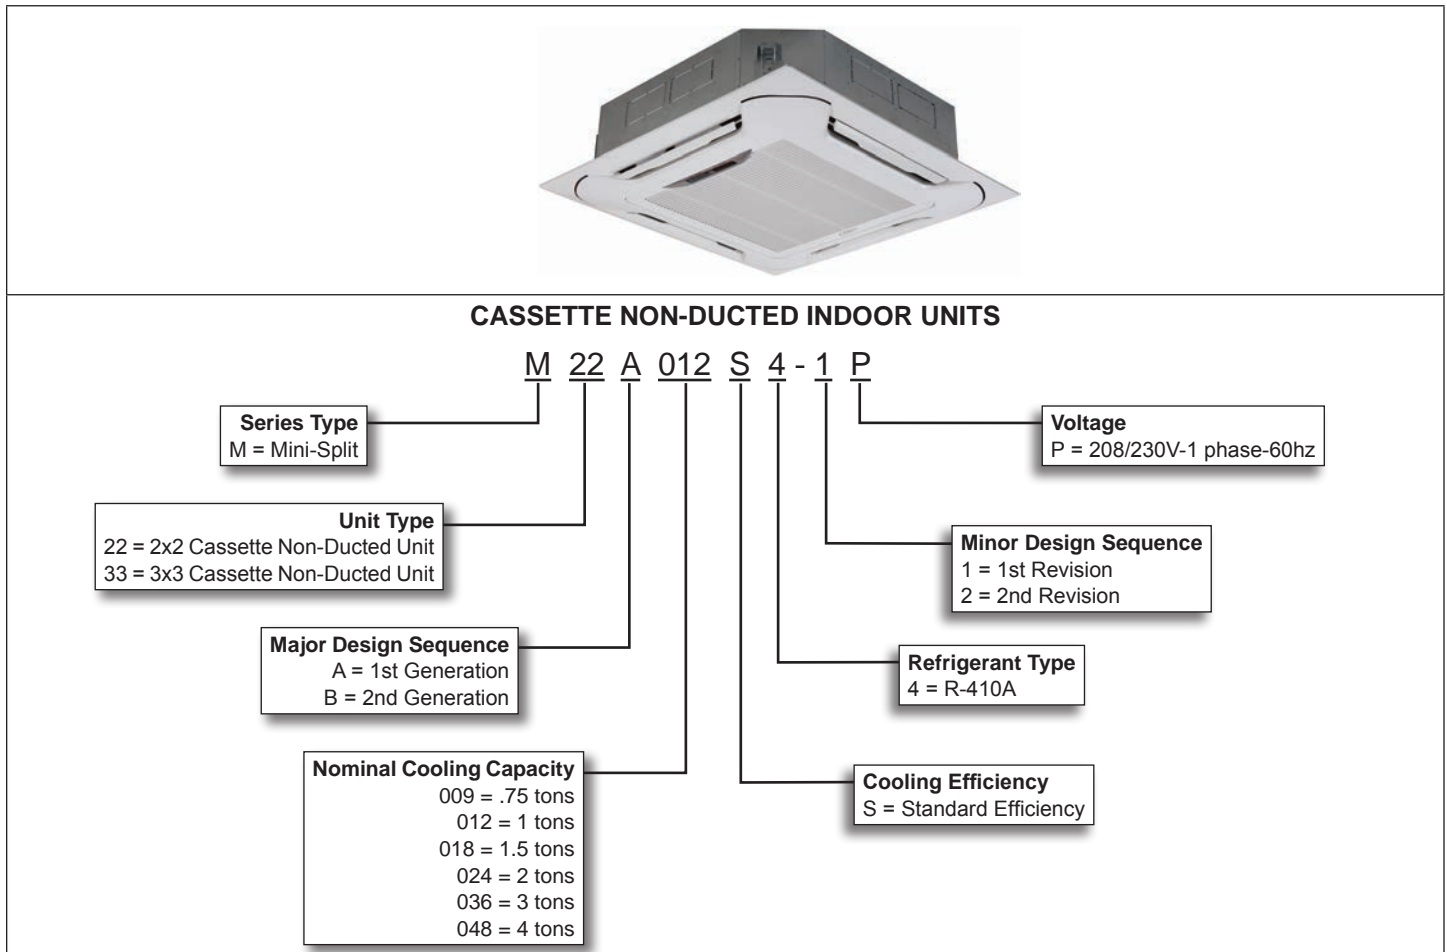 CASSETTE NON-DUCTED INDOOR UNITS
M 22 A 012 S 4 - 1 P
Series Type
M = Mini-Split
Voltage
P = 208/230V-1 phase-60hz
Unit Type
22 = 2x2 Cassette Non-Ducted Unit
33 = 3x3 Cassette Non-Ducted Unit
Minor Design Sequence
1 = 1st Revision
2 = 2nd Revision
Major Design Sequence
A = 1st Generation
B = 2nd Generation
Refrigerant Type
4 = R-410A
Nominal Cooling Capacity
009 = .75 tons
012 = 1 tons
018 = 1.5 tons
024 = 2 tons
036 = 3 tons
048 = 4 tons
Cooling Efficiency
S = Standard Efficiency